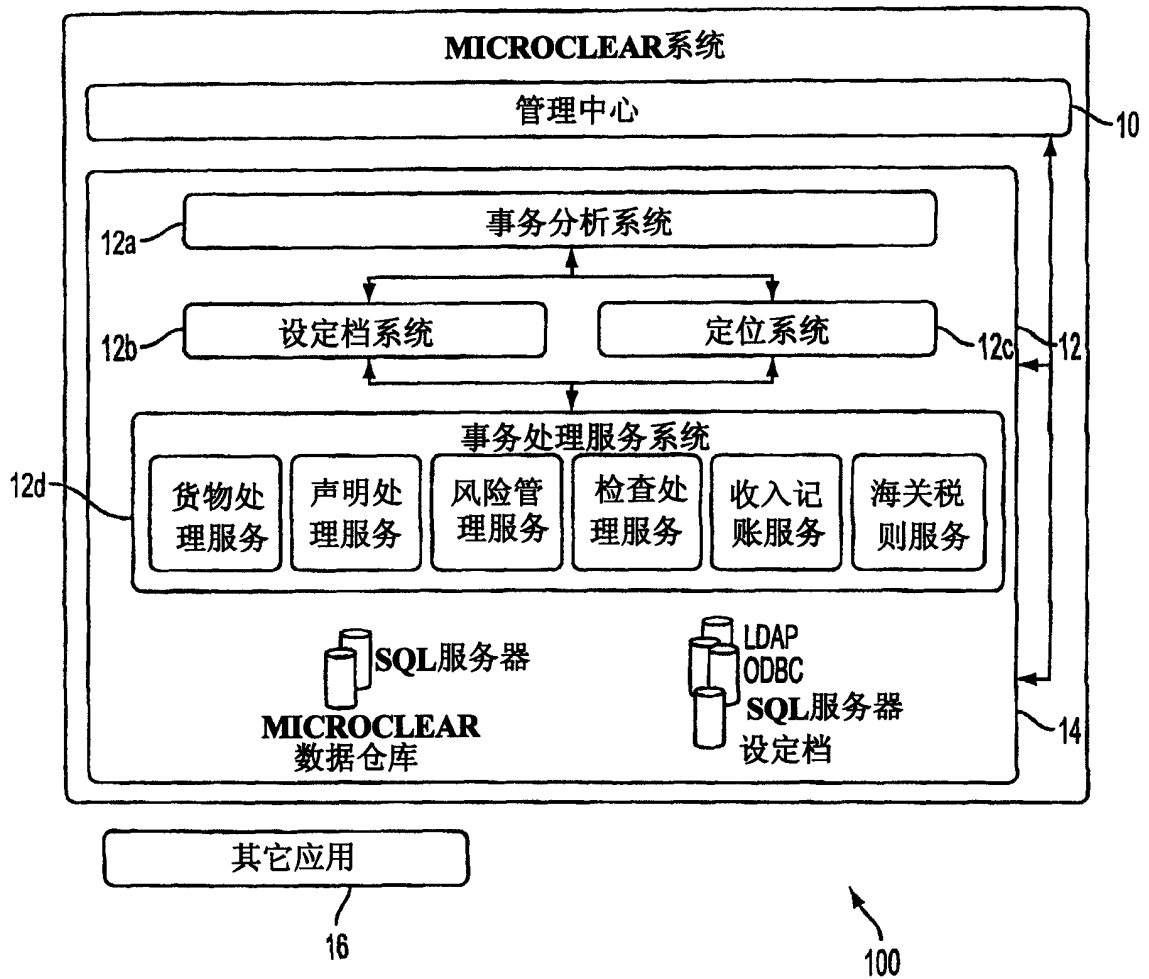 MICROCLEAR系统
管理中心
10
事务分析系统
12a
设定档系统
12b
定位系统
12c
12
事务处理服务系统
12d
货物处
理服务
声明处
理服务
风险管
理服务
检查处
理服务
收入记
账服务
海关税
则服务
SQL服务器
MICROCLEAR
数据仓库
LDAP
ODBC
SQL服务器
设定档
14
其它应用
16
100